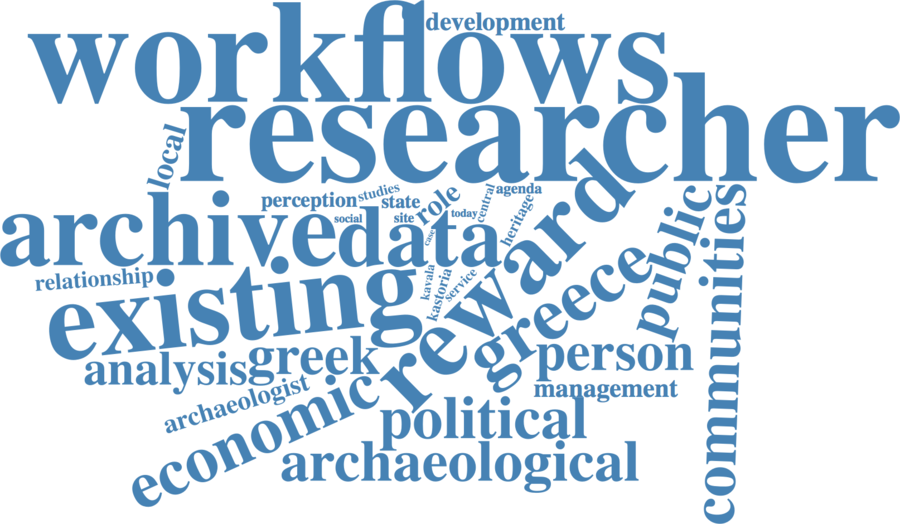 development
workflows
researcher
local
perception
studies
state
role
central
agenda
social
site
today
case
heritage
archive
data
reward
public
communities
relationship
existing
kavala
kastoria
service
greece
analysis
greek
person
archaeologist
economic
management
political
archaeological